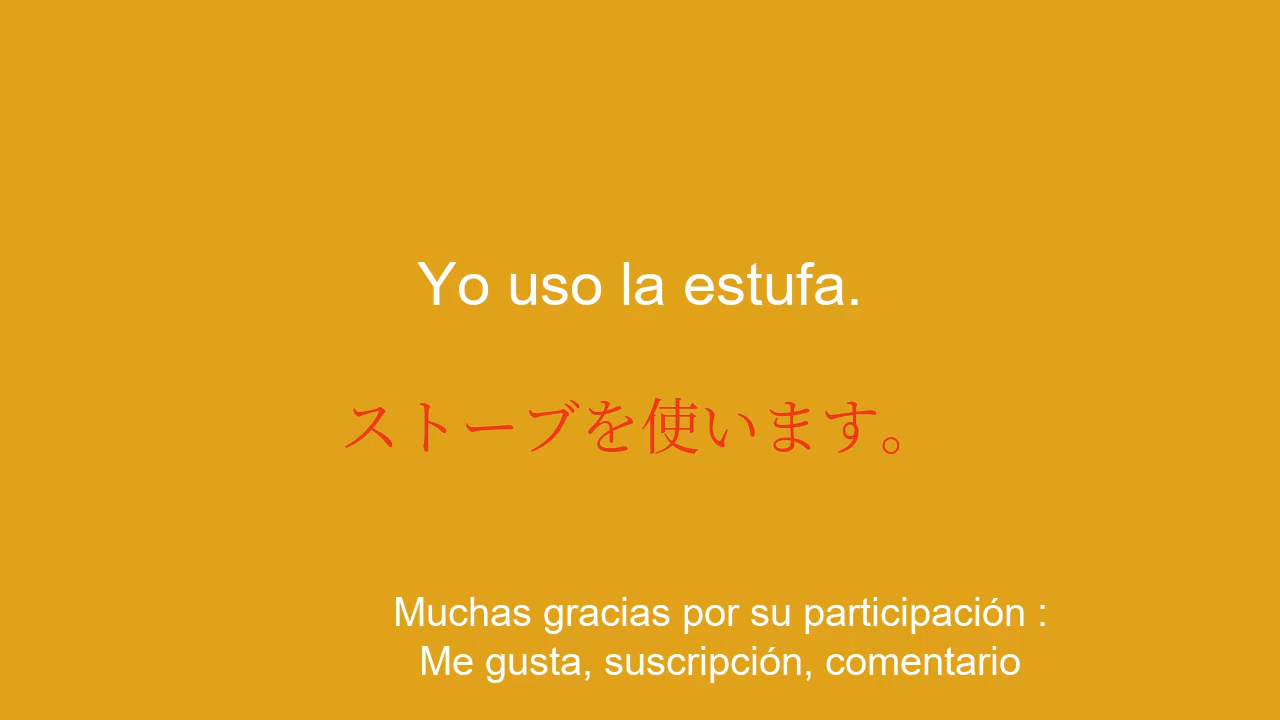 Yo uso la estufa.
ストーブを使います。
Muchas gracias por su participación :
Me gusta, suscripción, comentario